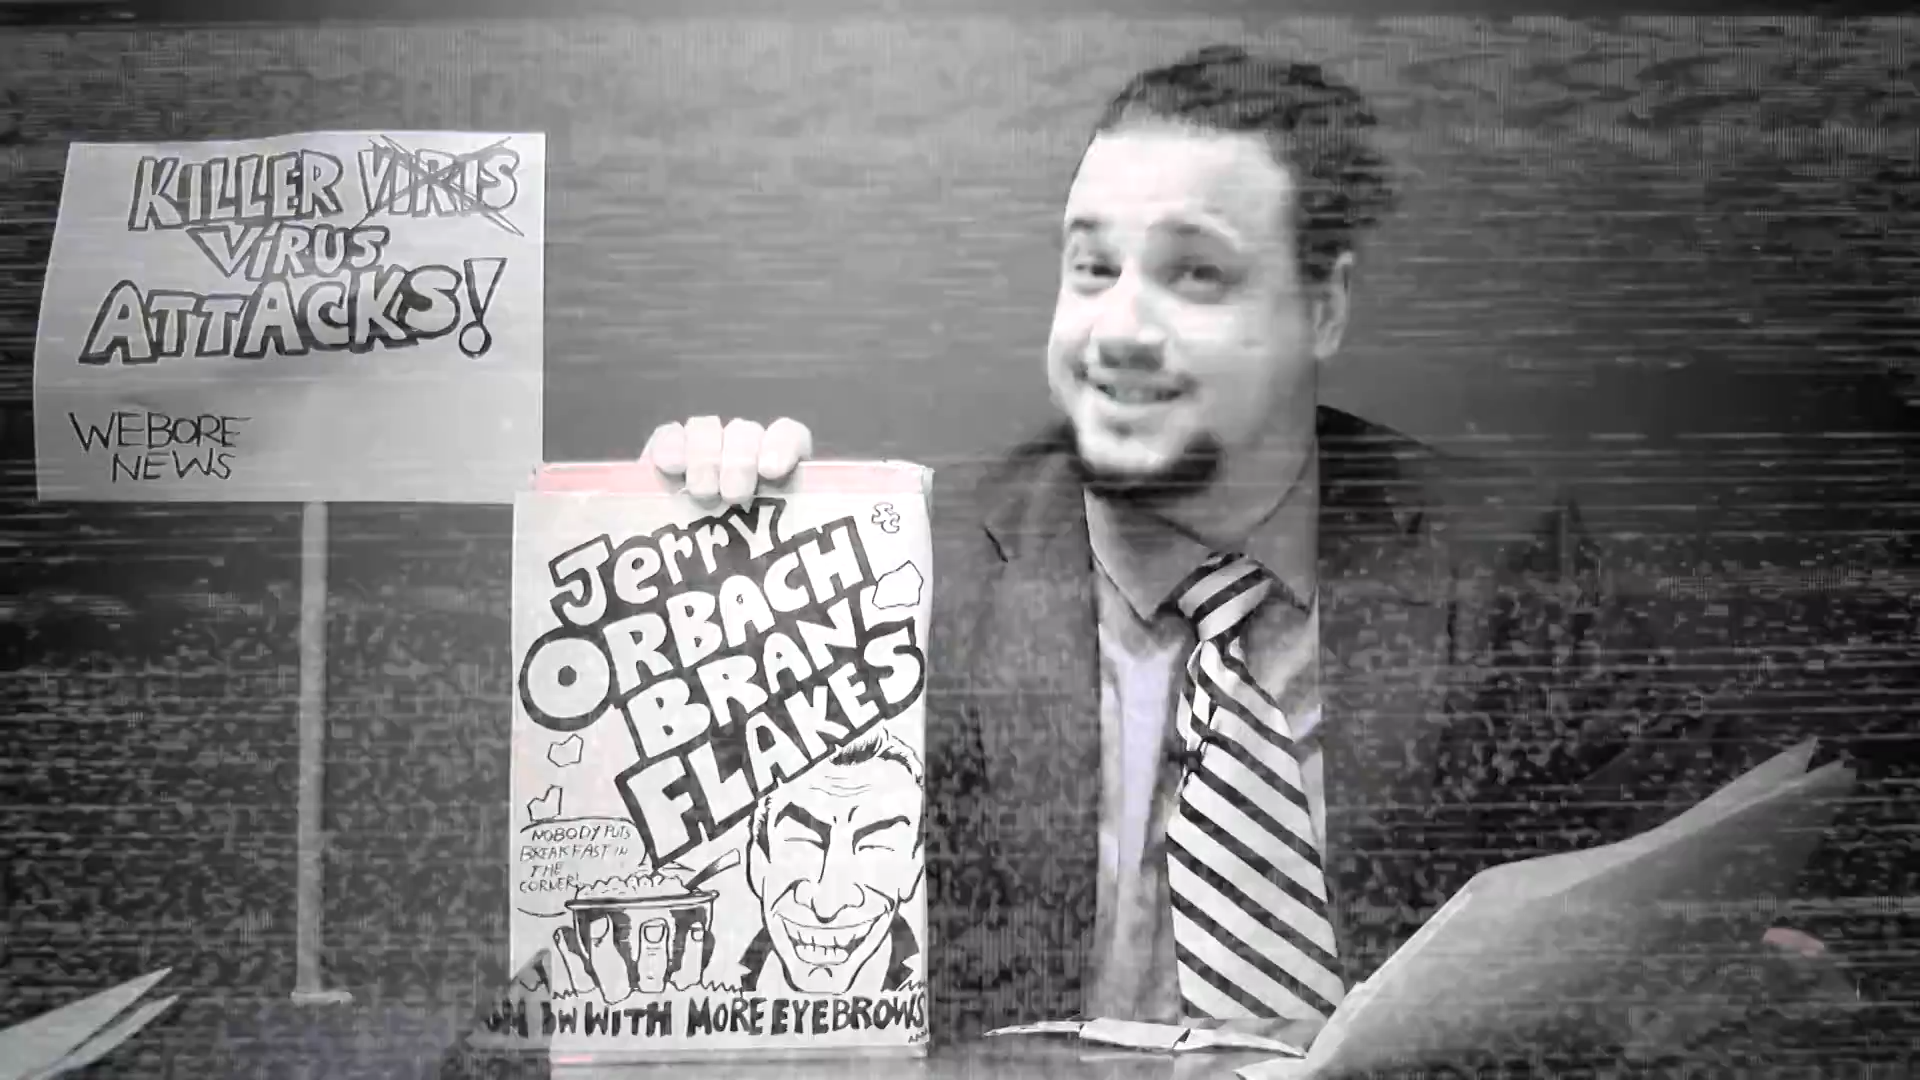 KILLER VIRIS
VIRUS
ATTACKS!
WEBORE
NEWS
Jerry
ORBACH
BRAN
FLAKES
NOBODY PUTS
BREAKFAST IN
THE
CORNER!
WITH MORE EYEBROWS